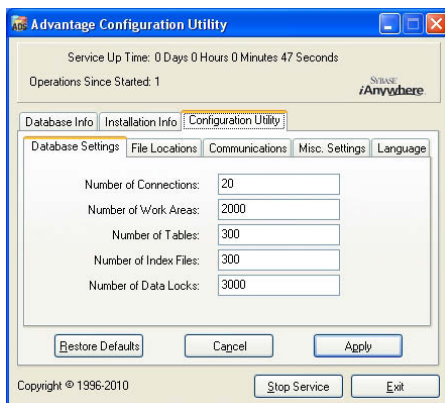 ADS Advantage Configuration Utility
Service Up Time: 0 Days 0 Hours 0 Minutes 47 Seconds
Operations Since Started: 1
SYBASE
iAnywhere
Database Info Installation Info Configuration Utility
Database Settings File Locations Communications Misc. Settings Language
Number of Connections: 20
Number of Work Areas: 2000
Number of Tables: 300
Number of Index Files: 300
Number of Data Locks: 3000
Restore Defaults Cancel Apply
Copyright © 1996-2010 Stop Service Exit